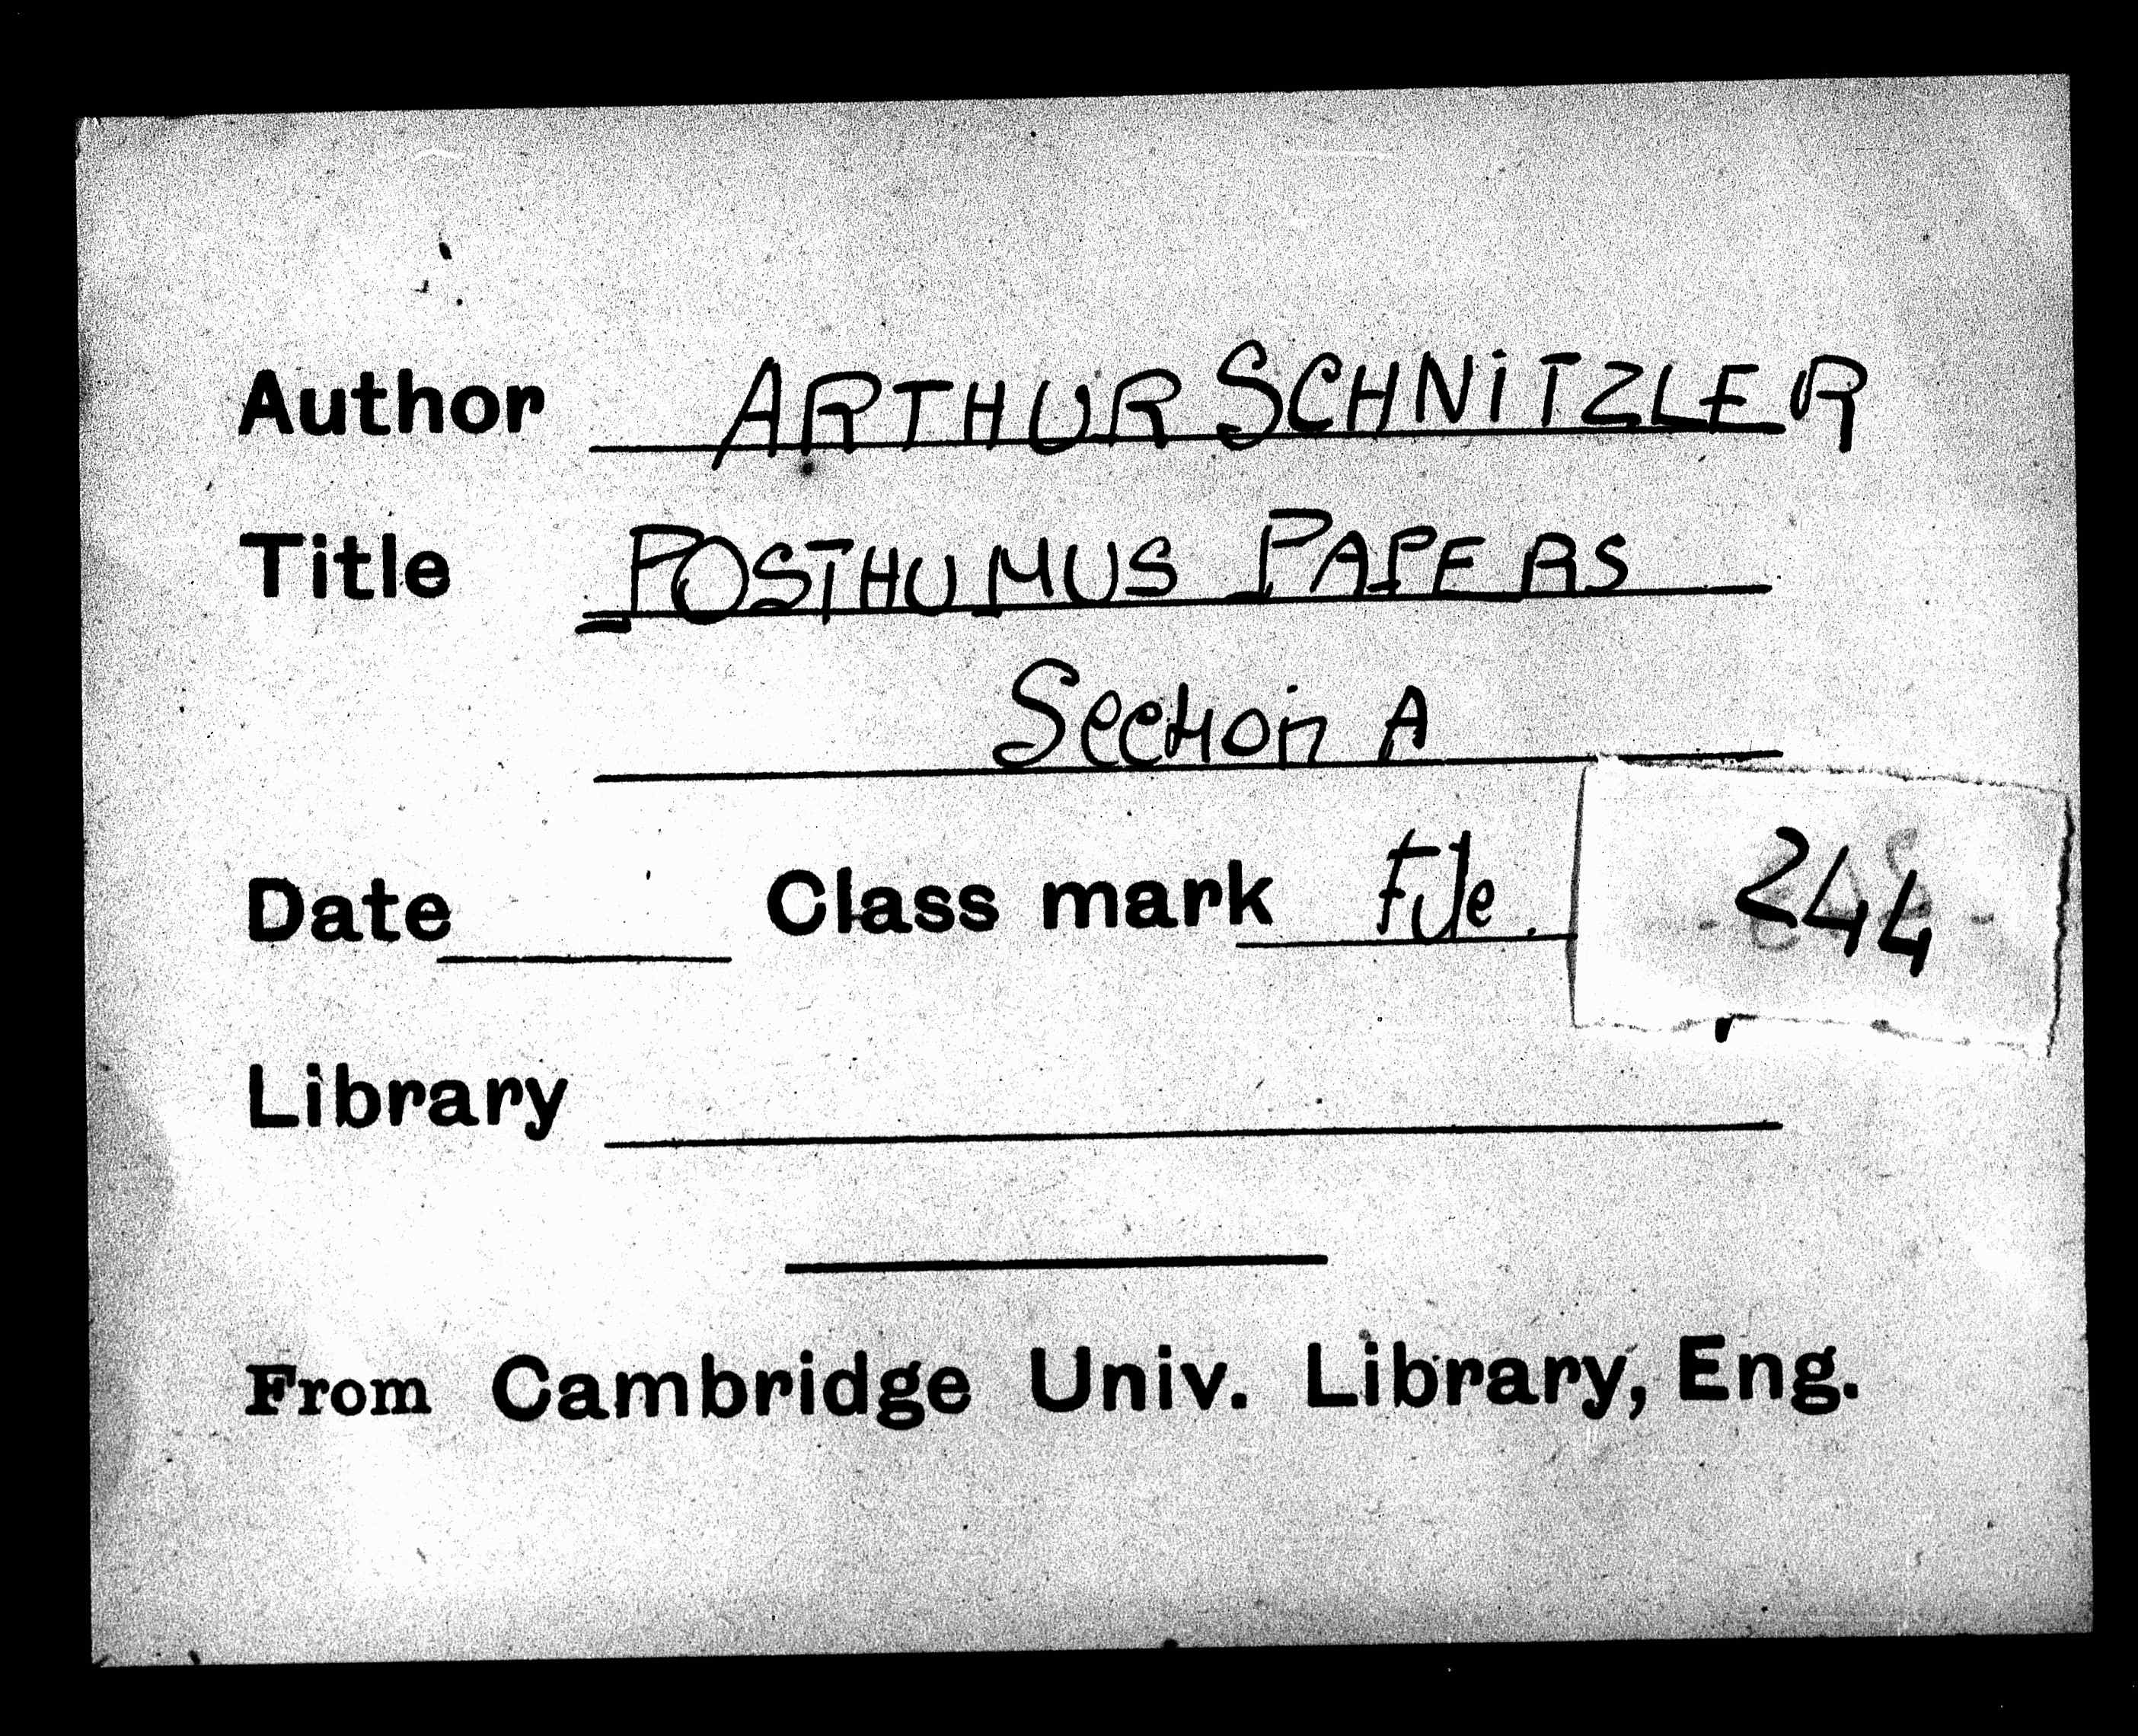 Author ARTHUR SCHNiTZLER
Title POSTHUMUS PAPERS
Section A
Date Class mark File. 244
Library
From Cambridge Univ. Library, Eng.